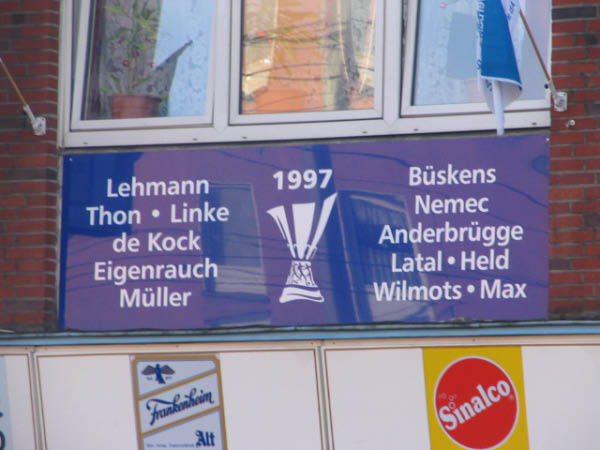 Lehmann
Thon • Linke
de Kock
Eigenrauch
Müller
1997
Büskens
Nemec
Anderbrügge
Latal • Held
Wilmots • Max
Frankenheim
Alt
Sinalco